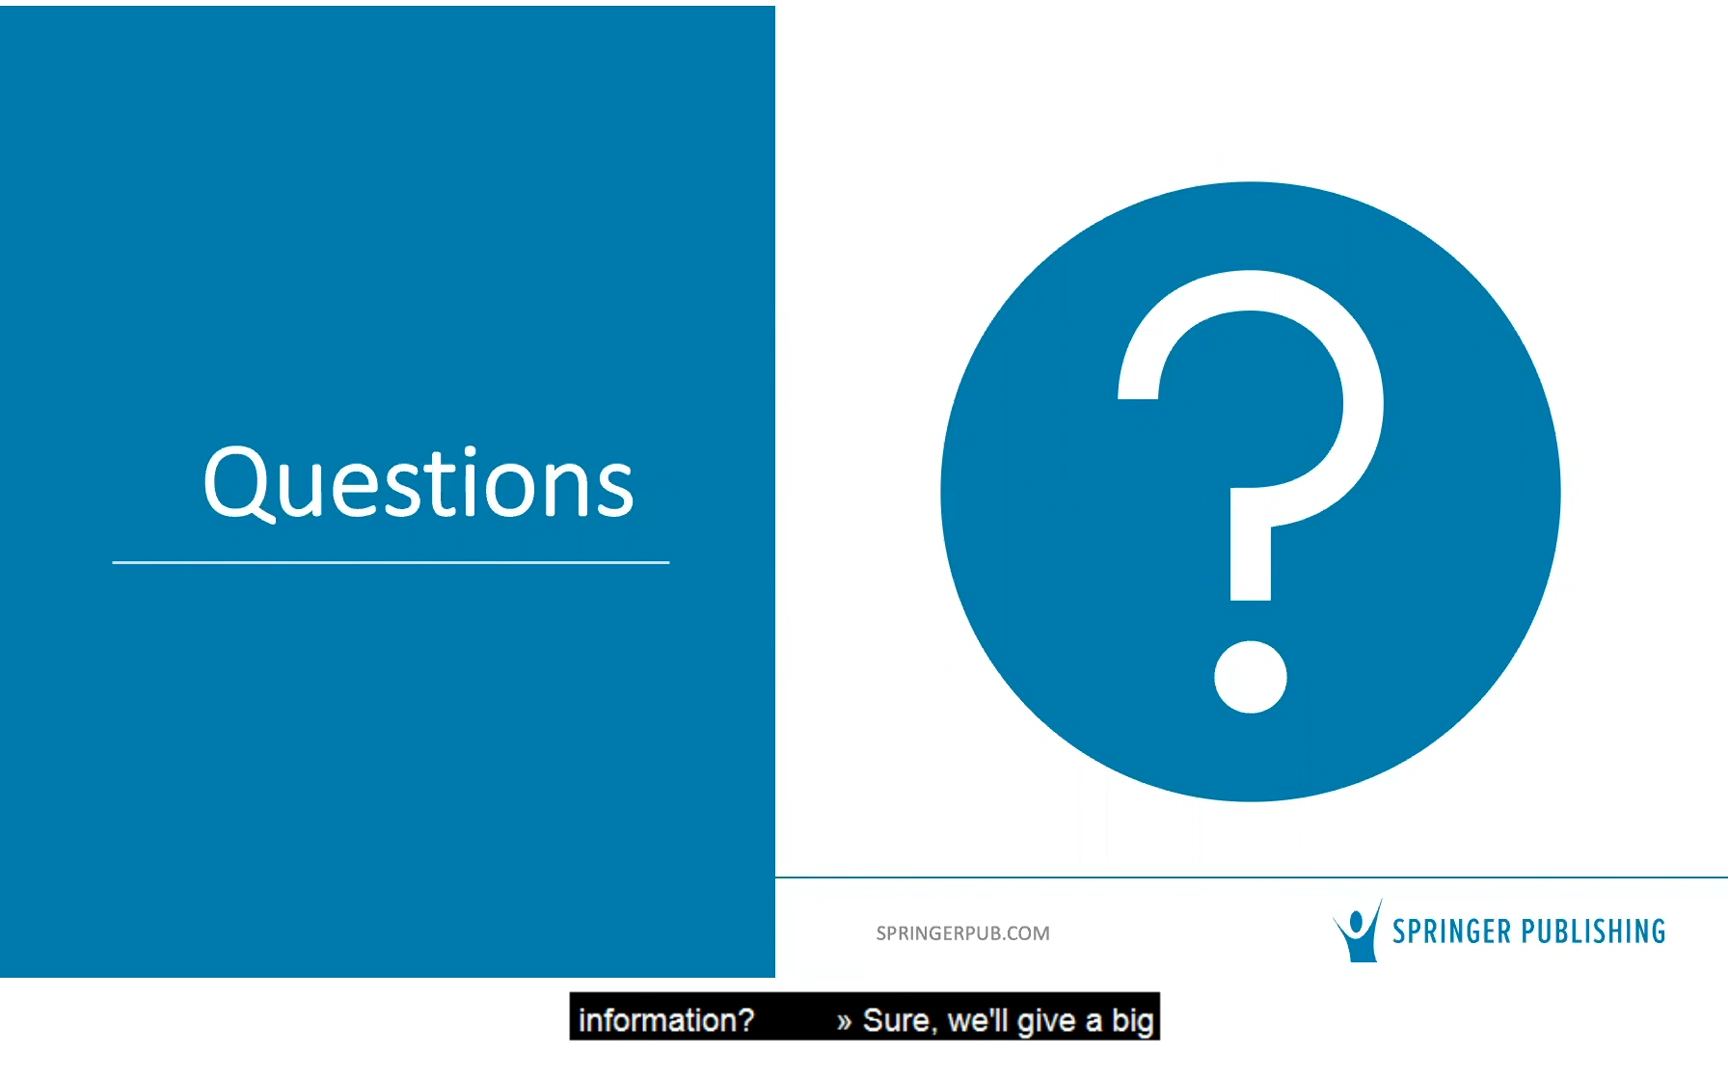 Questions
?
SPRINGERPUB.COM
SPRINGER PUBLISHING
information? » Sure, we'll give a big